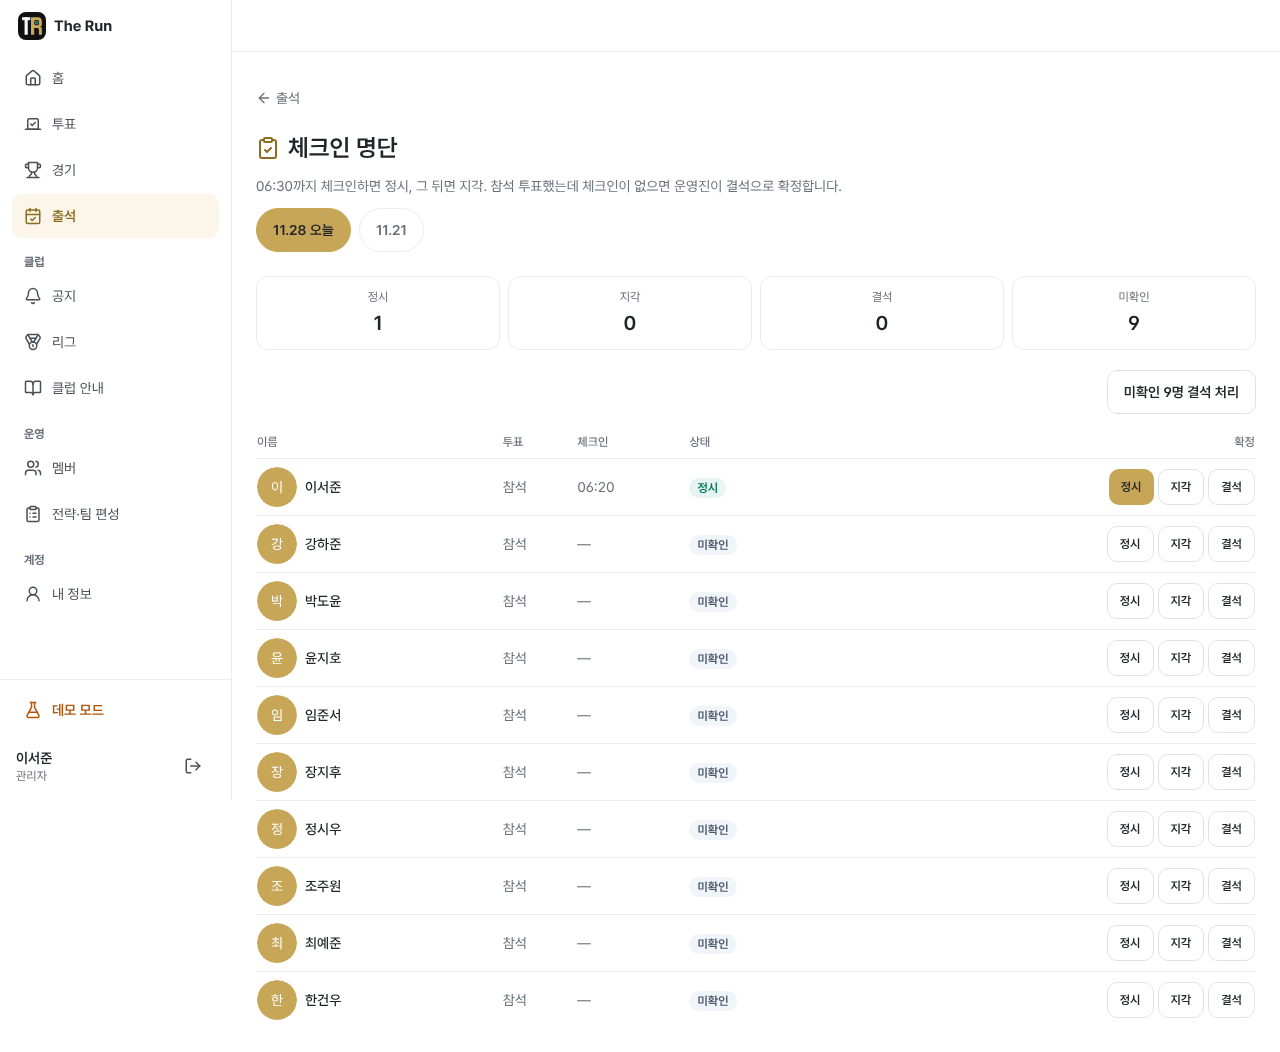 TR The Run
홈
투표
경기
출석
클럽
공지
리그
클럽 안내
운영
멤버
전략·팀 편성
계정
내 정보
데모 모드
이서준
관리자
출석
체크인 명단
06:30까지 체크인하면 정시, 그 뒤면 지각. 참석 투표했는데 체크인이 없으면 운영진이 결석으로 확정합니다.
11.28 오늘 11.21
정시 지각 결석 미확인
1 0 0 9
미확인 9명 결석 처리
이름 투표 체크인 상태 확정
이 이서준 참석 06:20 정시 정시 지각 결석
강 강하준 참석 — 미확인 정시 지각 결석
박 박도윤 참석 — 미확인 정시 지각 결석
윤 윤지호 참석 — 미확인 정시 지각 결석
임 임준서 참석 — 미확인 정시 지각 결석
장 장지후 참석 — 미확인 정시 지각 결석
정 정시우 참석 — 미확인 정시 지각 결석
조 조주원 참석 — 미확인 정시 지각 결석
최 최예준 참석 — 미확인 정시 지각 결석
한 한건우 참석 — 미확인 정시 지각 결석